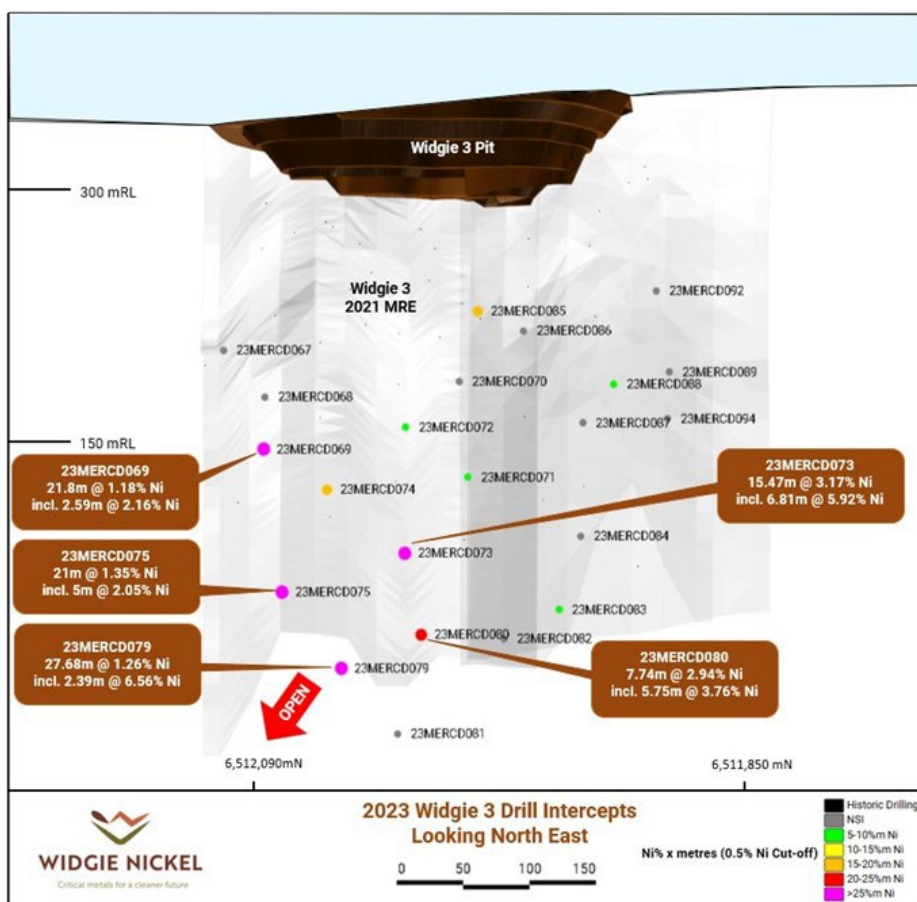 Widgie 3 Pit
300 mRL
Widgie 3
2021 MRE
23MERCD092
23MERCD085
23MERCD086
23MERCD067
23MERCD089
23MERCD070
23MERCD088
23MERCD068
23MERCD094
23MERCD087
23MERCD072
150 mRL
23MERCD069
23MERCD069
21.8m @ 1.18% Ni
incl. 2.59m @ 2.16% Ni
23MERCD073
15.47m @ 3.17% Ni
incl. 6.81m @ 5.92% Ni
23MERCD071
23MERCD074
23MERCD084
23MERCD073
23MERCD075
21m @ 1.35% Ni
incl. 5m @ 2.05% Ni
23MERCD075
23MERCD083
23MERCD080
23MERCD082
23MERCD079
27.68m @ 1.26% Ni
incl. 2.39m @ 6.56% Ni
23MERCD079
23MERCD080
7.74m @ 2.94% Ni
incl. 5.75m @ 3.76% Ni
OPEN
23MERCD081
6,512,090mN
6,511,850 mN
WIDGIE NICKEL
Critical metals for a cleaner future
2023 Widgie 3 Drill Intercepts
Looking North East
0 50 100 150
Ni% x metres (0.5% Ni Cut-off)
Historic Drilling
NSI
5-10%m Ni
10-15%m Ni
15-20%m Ni
20-25%m Ni
>25%m Ni